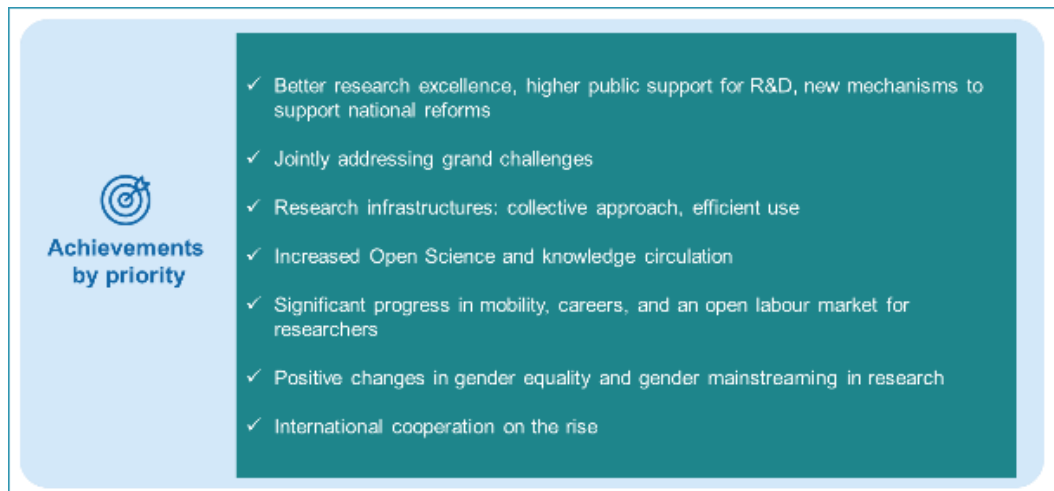 Achievements
by priority
✓ Better research excellence, higher public support for R&D, new mechanisms to
support national reforms
✓ Jointly addressing grand challenges
✓ Research infrastructures: collective approach, efficient use
✓ Increased Open Science and knowledge circulation
✓ Significant progress in mobility, careers, and an open labour market for
researchers
✓ Positive changes in gender equality and gender mainstreaming in research
✓ International cooperation on the rise